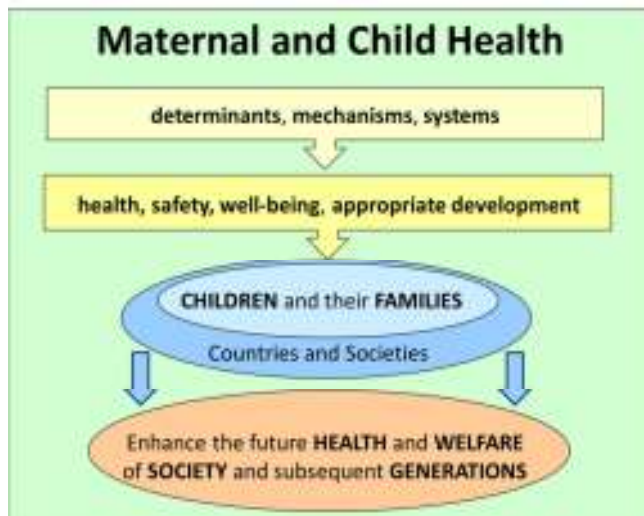 Maternal and Child Health
determinants, mechanisms, systems
health, safety, well-being, appropriate development
CHILDREN and their FAMILIES
Countries and Societies
Enhance the future HEALTH and WELFARE
of SOCIETY and subsequent GENERATIONS